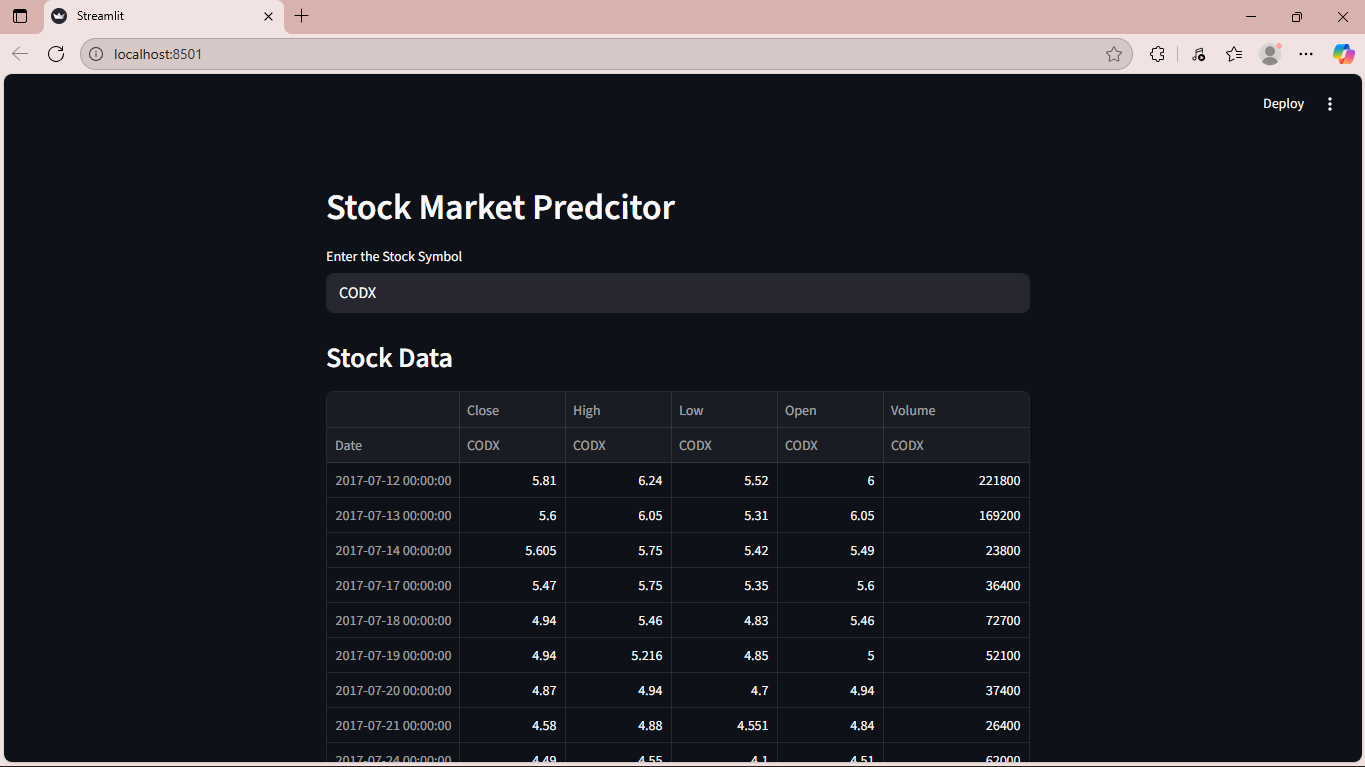 Streamlit
localhost:8501
Deploy
Stock Market Predcitor
Enter the Stock Symbol
CODX
Stock Data
Close High Low Open Volume
Date CODX CODX CODX CODX CODX
2017-07-12 00:00:00 5.81 6.24 5.52 6 221800
2017-07-13 00:00:00 5.6 6.05 5.31 6.05 169200
2017-07-14 00:00:00 5.605 5.75 5.42 5.49 23800
2017-07-17 00:00:00 5.47 5.75 5.35 5.6 36400
2017-07-18 00:00:00 4.94 5.46 4.83 5.46 72700
2017-07-19 00:00:00 4.94 5.216 4.85 5 52100
2017-07-20 00:00:00 4.87 4.94 4.7 4.94 37400
2017-07-21 00:00:00 4.58 4.88 4.551 4.84 26400
2017-07-24 00:00:00 4.49 4.55 4.1 4.51 62000